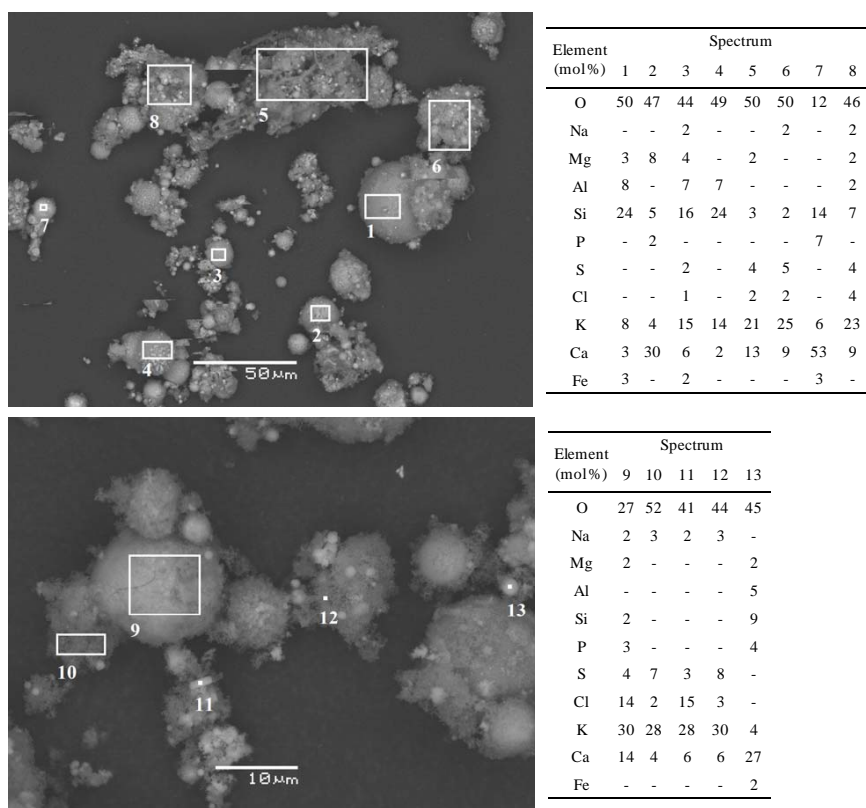 8
5
6
7
1
3
2
4
50μm
Spectrum
Element
(mol%) 1 2 3 4 5 6 7 8
O 50 47 44 49 50 50 12 46
Na - - 2 - - 2 - 2
Mg 3 8 4 - 2 - - 2
Al 8 - 7 7 - - - 2
Si 24 5 16 24 3 2 14 7
P - 2 - - - - 7 -
S - - 2 - 4 5 - 4
Cl - - 1 - 2 2 - 4
K 8 4 15 14 21 25 6 23
Ca 3 30 6 2 13 9 53 9
Fe 3 - 2 - - - 3 -
9
12
13
10
11
10μm
Spectrum
Element
(mol%) 9 10 11 12 13
O 27 52 41 44 45
Na 2 3 2 3 -
Mg 2 - - - 2
Al - - - - 5
Si 2 - - - 9
P 3 - - - 4
S 4 7 3 8 -
Cl 14 2 15 3 -
K 30 28 28 30 4
Ca 14 4 6 6 27
Fe - - - - 2